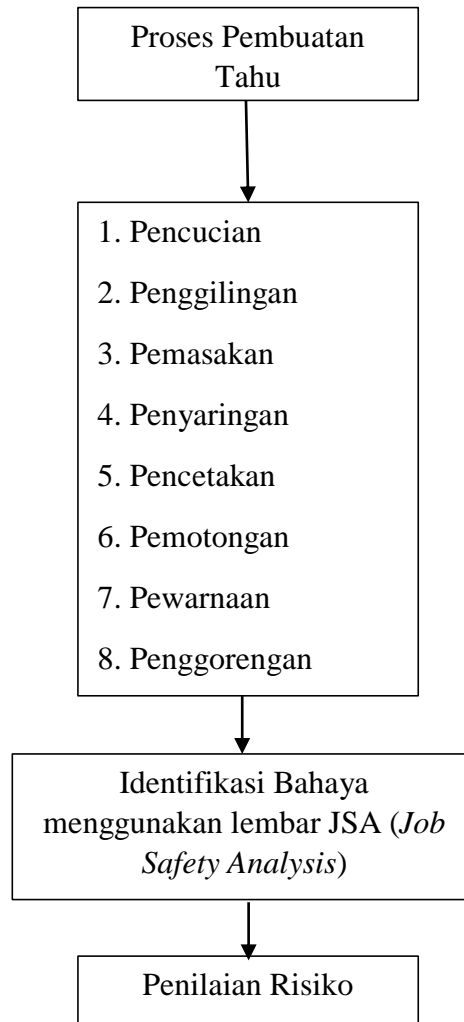 Proses Pembuatan
Tahu
1. Pencucian
2. Penggilingan
3. Pemasakan
4. Penyaringan
5. Pencetakan
6. Pemotongan
7. Pewarnaan
8. Penggorengan
Identifikasi Bahaya
menggunakan lembar JSA (Job
Safety Analysis)
Penilaian Risiko